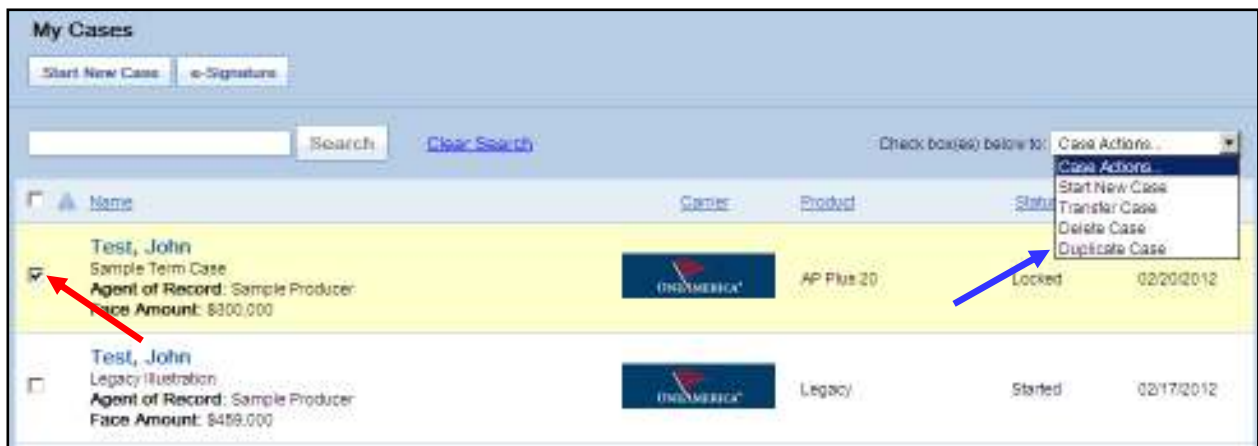 My Cases
Start New Case e-Signature
Search Clear Search Check box(es) below to: Case Actions...
Case Actions...
Start New Case
Transfer Case
Delete Case
Duplicate Case
Name Carrier Product Statu
Test, John
Sample Term Case
Agent of Record: Sample Producer
Face Amount: $300,000
ONEAMERICA® AP Plus 20 Locked 02/20/2012
Test, John
Legacy Illustration
Agent of Record: Sample Producer
Face Amount: $459,000
ONEAMERICA® Legacy Started 02/17/2012